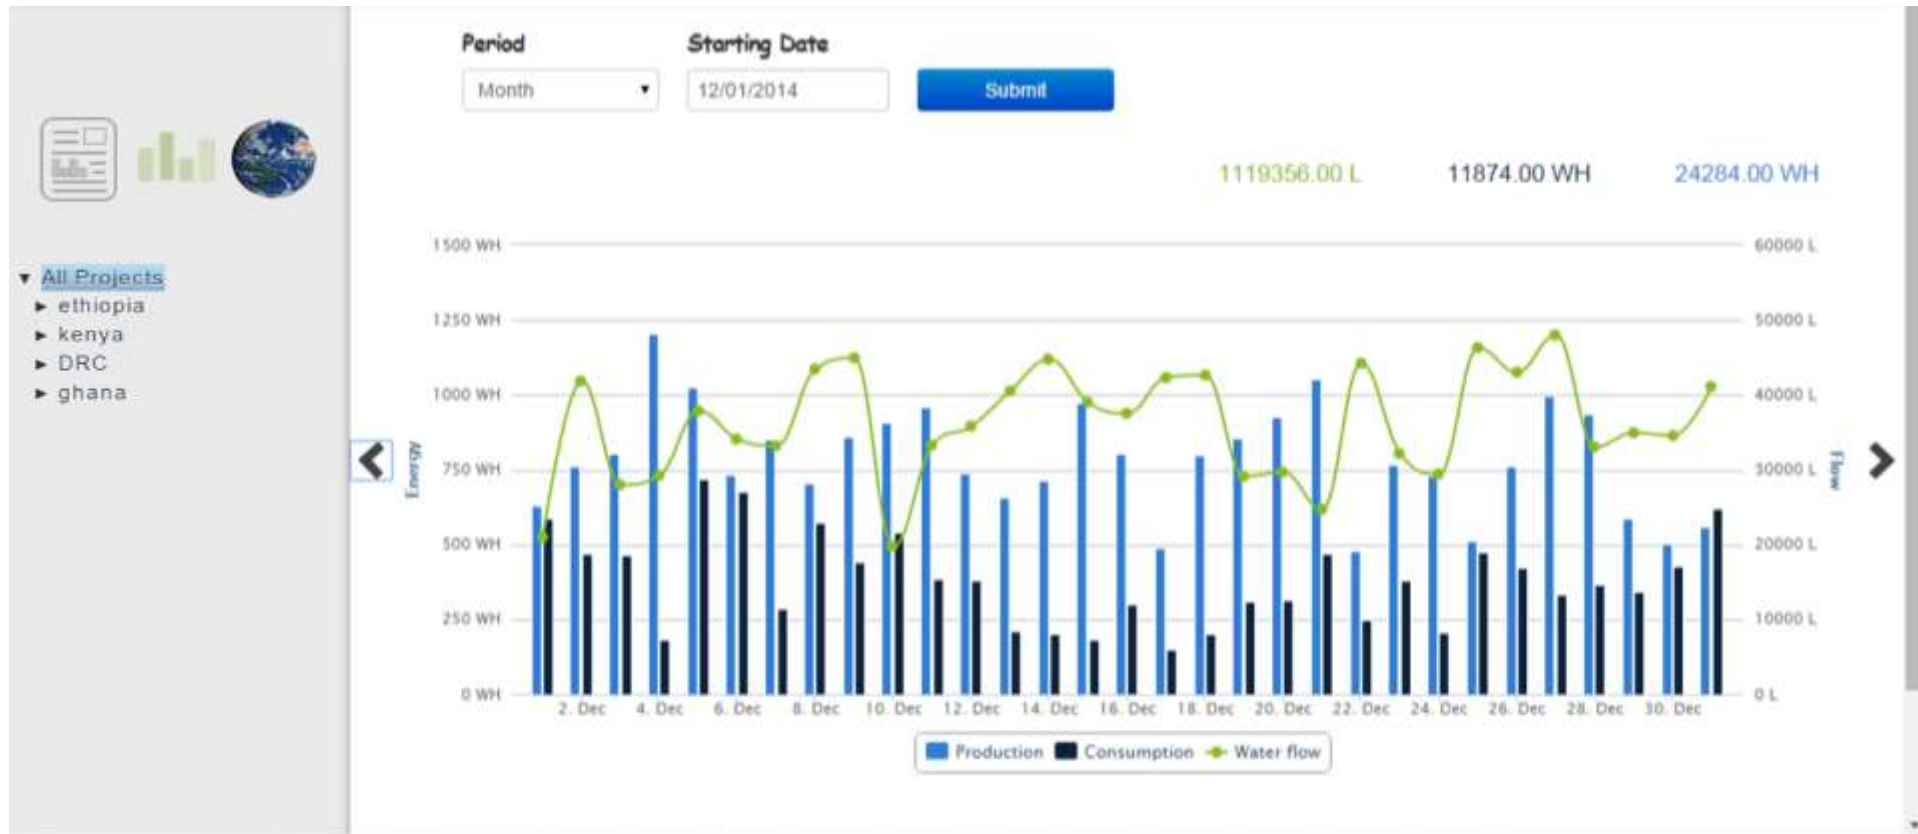 Period Starting Date
Month 12/01/2014 Submit
1119356.00 L 11874.00 WH 24284.00 WH
All Projects
ethiopia
kenya
DRC
ghana
1500 WH 60000 L
1250 WH 50000 L
1000 WH 40000 L
750 WH 30000 L
500 WH 20000 L
250 WH 10000 L
0 WH 0 L
Energy
Flow
2. Dec 4. Dec 6. Dec 8. Dec 10. Dec 12. Dec 14. Dec 16. Dec 18. Dec 20. Dec 22. Dec 24. Dec 26. Dec 28. Dec 30. Dec
Production Consumption Water flow